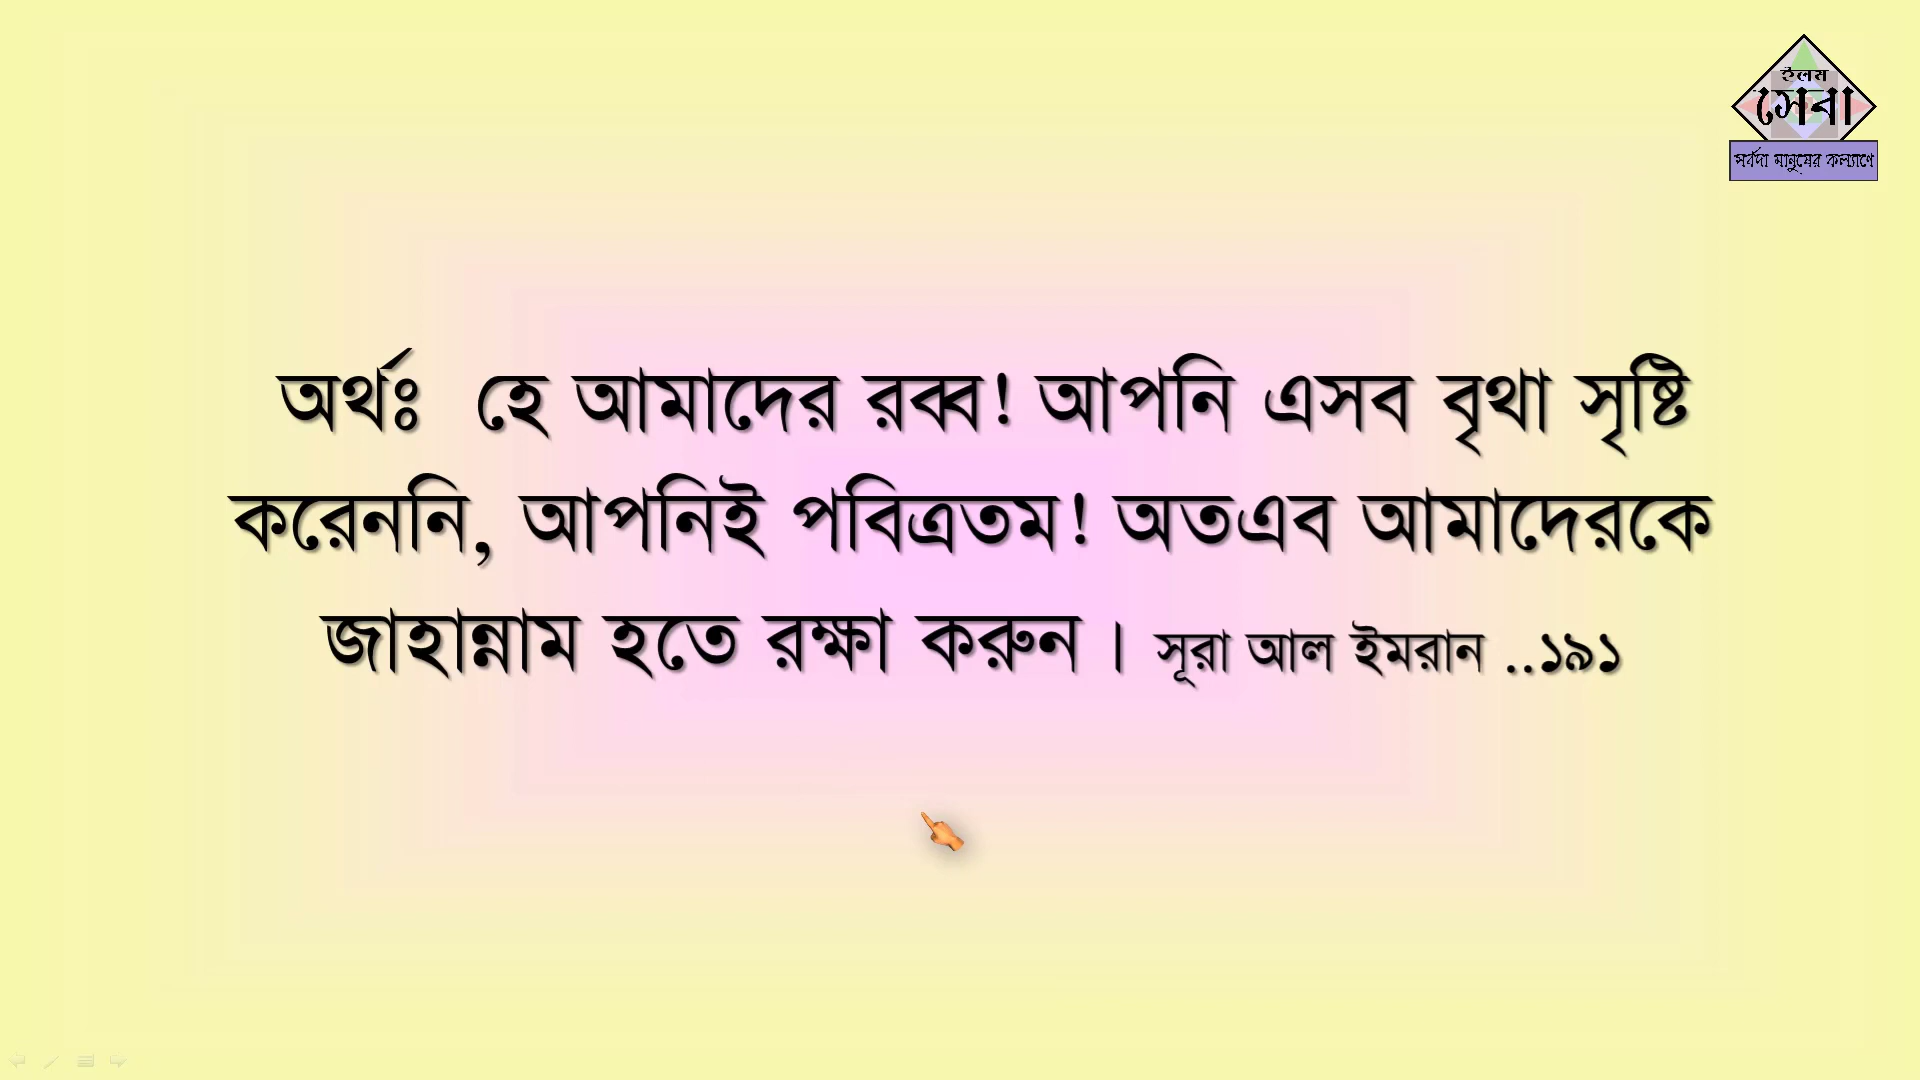 ইলম
সেবা
সর্বদা মানুষের কল্যাণে
অর্থঃ হে আমাদের রব্ব! আপনি এসব বৃথা সৃষ্টি
করেননি, আপনিই পবিত্রতম! অতএব আমাদেরকে
জাহান্নাম হতে রক্ষা করুন । সূরা আল ইমরান ..১৯১